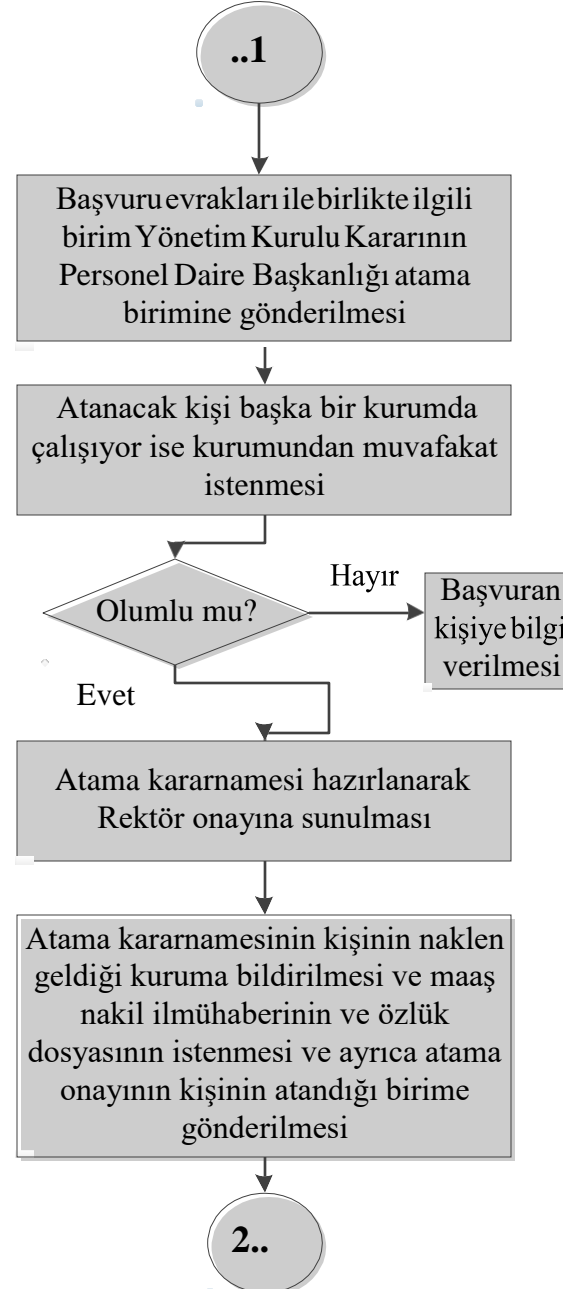 ..1
Başvuru evrakları ile birlikte ilgili
birim Yönetim Kurulu Kararının
Personel Daire Başkanlığı atama
birimine gönderilmesi
Atanacak kişi başka bir kurumda
çalışıyor ise kurumundan muvafakat
istenmesi
Olumlu mu?
Hayır
Başvuran
kişiye bilgi
verilmesi
Evet
Atama kararnamesi hazırlanarak
Rektör onayına sunulması
Atama kararnamesinin kişinin naklen
geldiği kuruma bildirilmesi ve maaş
nakil ilmühaberinin ve özlük
dosyasının istenmesi ve ayrıca atama
onayının kişinin atandığı birime
gönderilmesi
2..